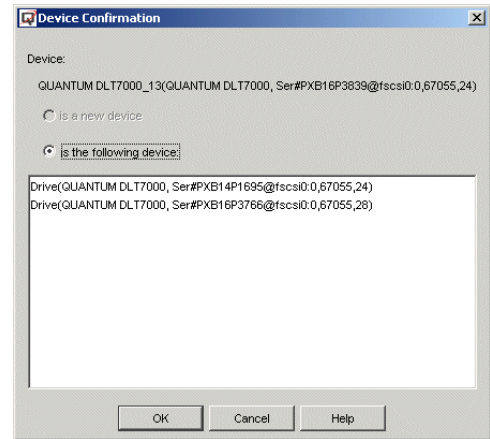 Device Confirmation
Device:
QUANTUM DLT7000_13(QUANTUM DLT7000, Ser#PXB16P3839@fscsi0:0,67055,24)
is a new device
is the following device:
Drive(QUANTUM DLT7000, Ser#PXB14P1695@fscsi0:0,67055,24)
Drive(QUANTUM DLT7000, Ser#PXB16P3766@fscsi0:0,67055,28)
OK
Cancel
Help